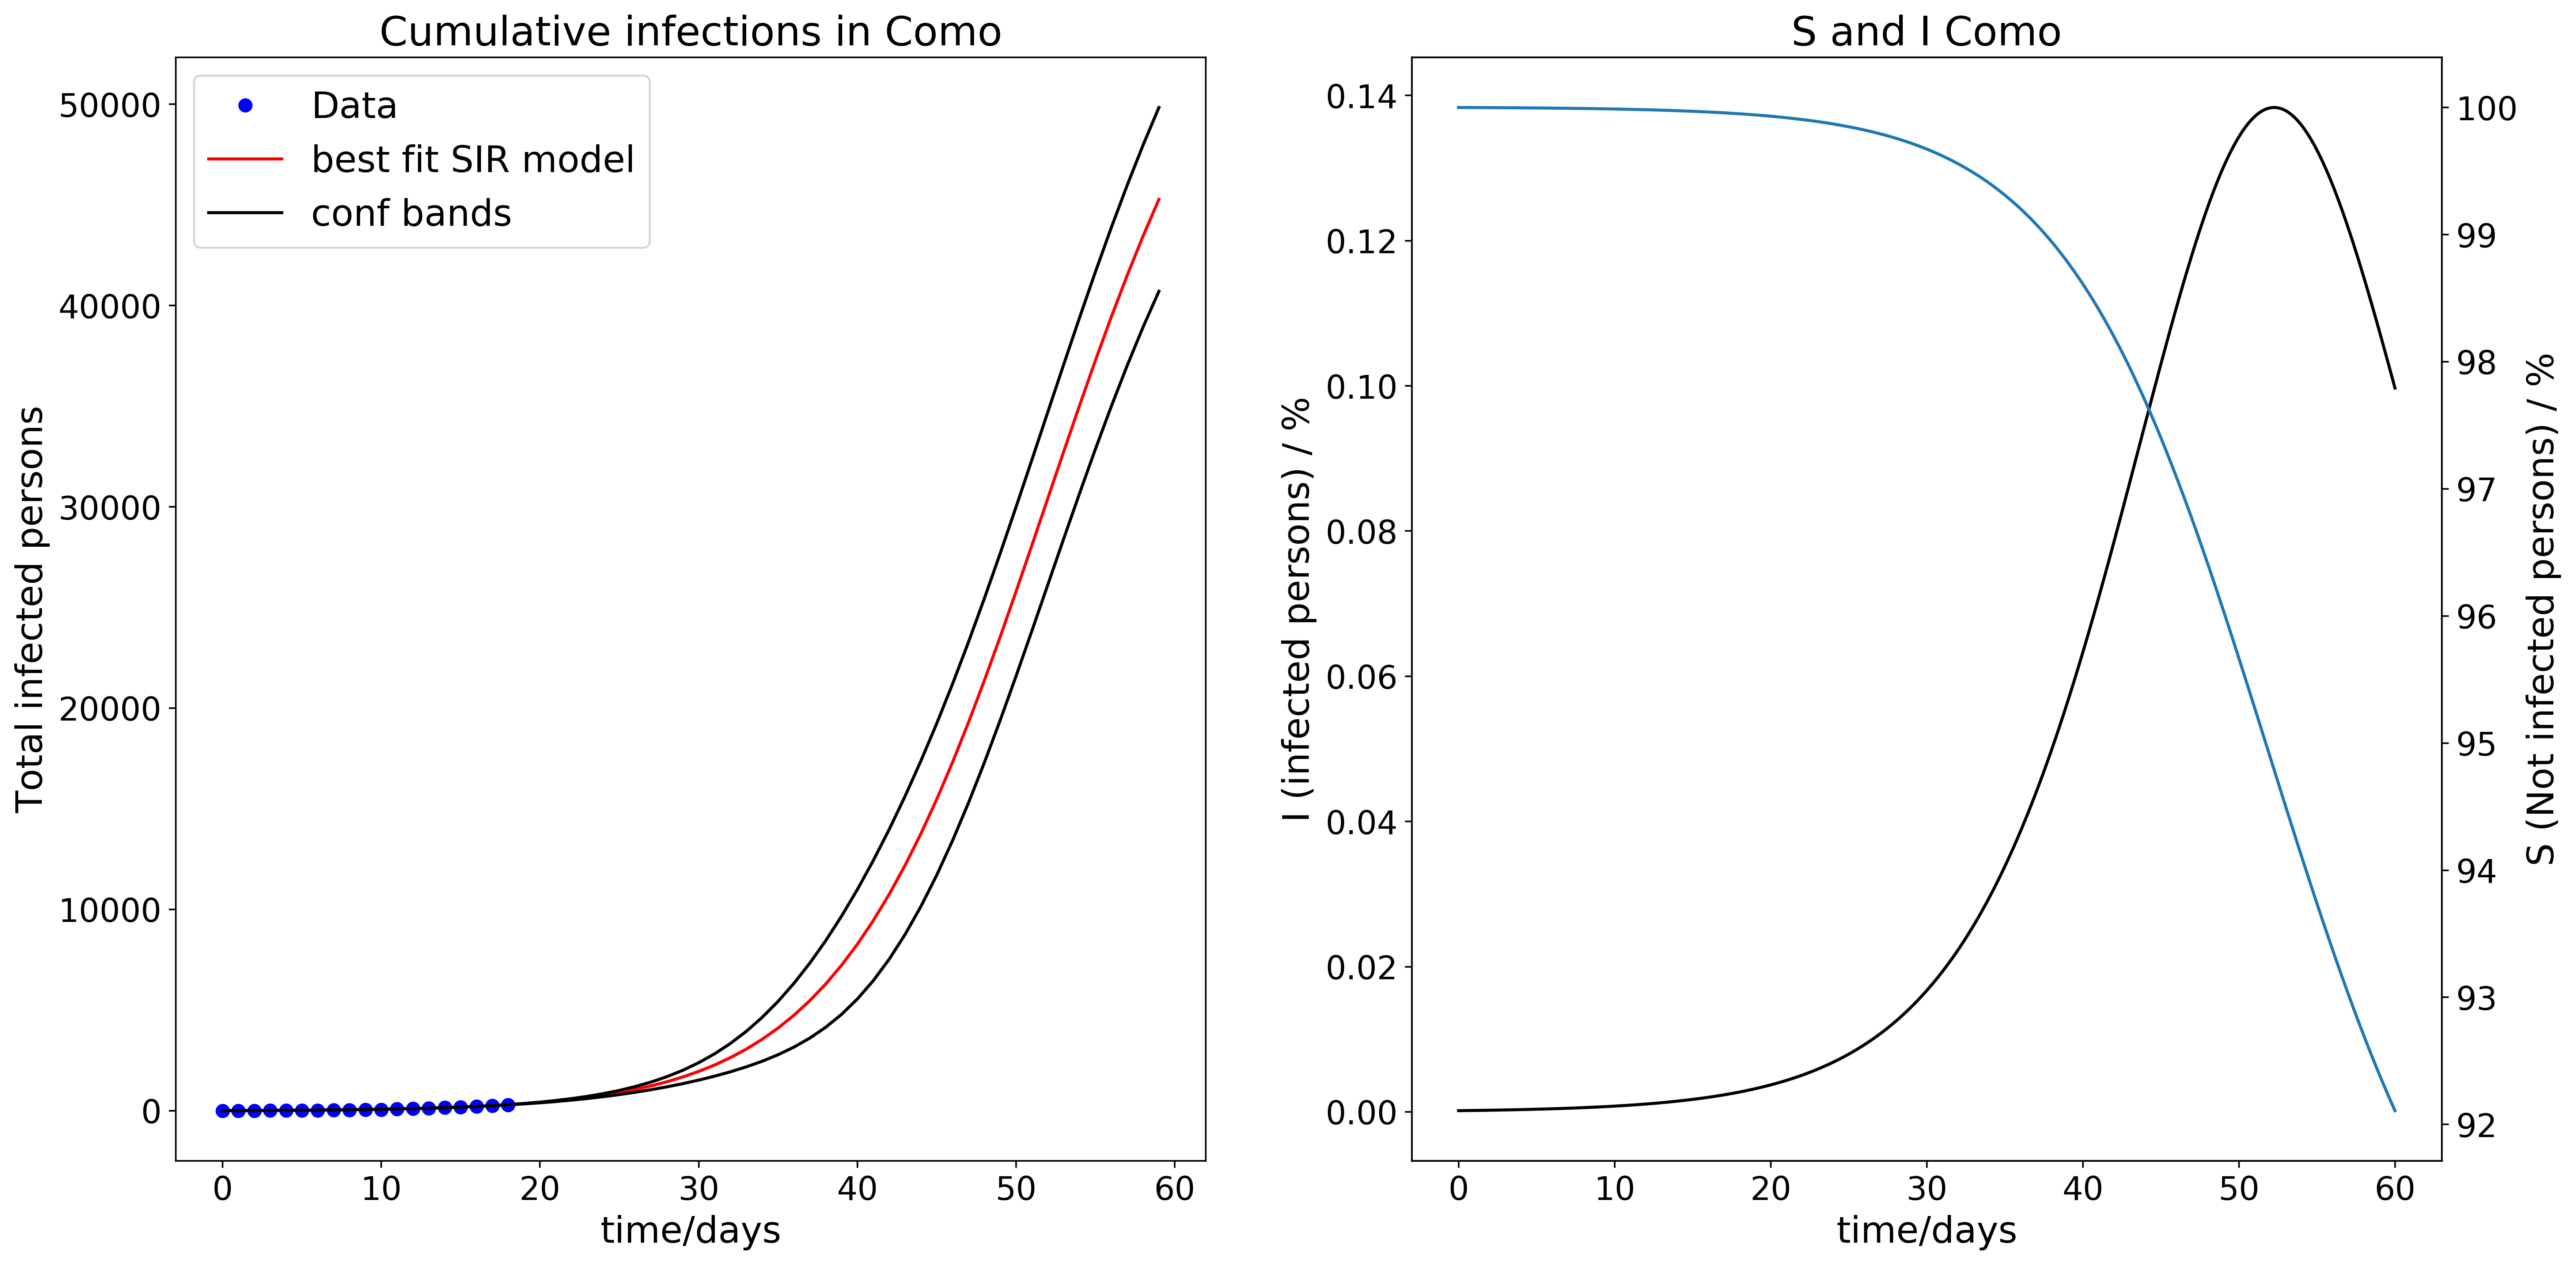 Cumulative infections in Como
Data
best fit SIR model
conf bands
Total infected persons
50000
40000
30000
20000
10000
0
0 10 20 30 40 50 60
time/days
S and I Como
I (infected persons) / %
0.14
0.12
0.10
0.08
0.06
0.04
0.02
0.00
0 10 20 30 40 50 60
time/days
100
99
98
97
96
95
94
93
92
S (Not infected persons) / %